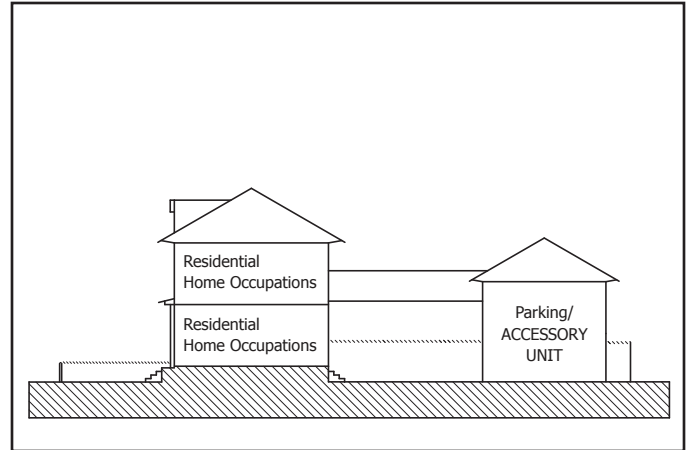 Residential
Home Occupations
Residential
Home Occupations
Parking/
ACCESSORY
UNIT